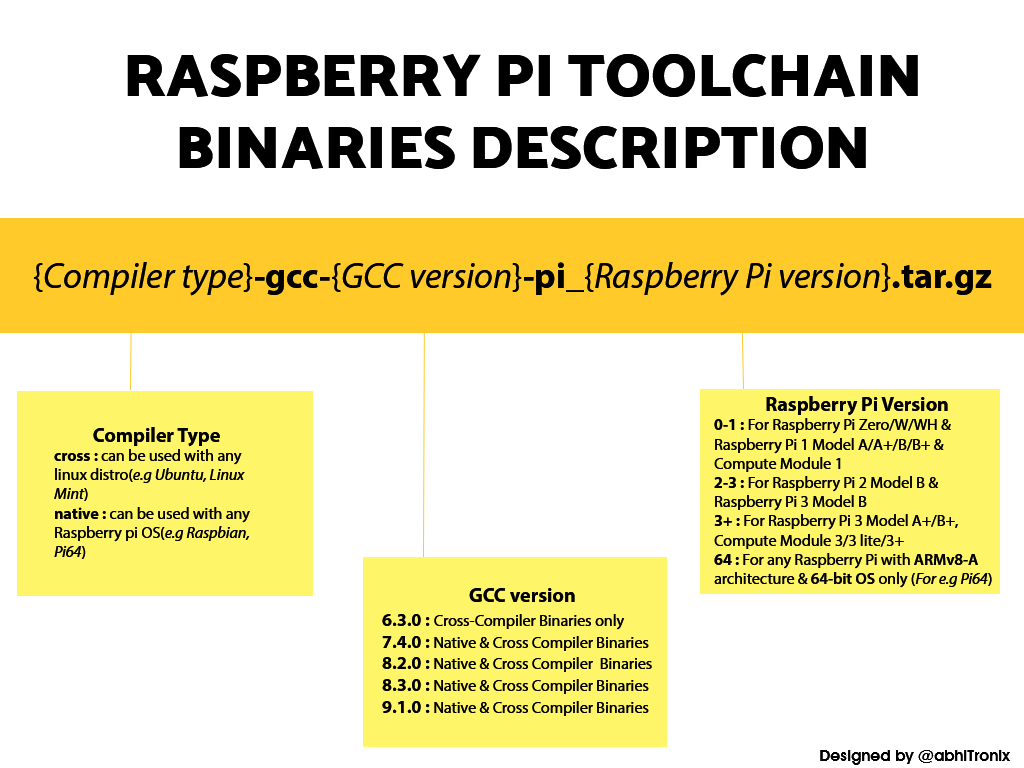 RASPBERRY PI TOOLCHAIN
BINARIES DESCRIPTION
{Compiler type}-gcc-{GCC version}-pi_{Raspberry Pi version}.tar.gz
Compiler Type
cross : can be used with any
linux distro(e.g Ubuntu, Linux
Mint)
native : can be used with any
Raspberry pi OS(e.g Raspbian,
Pi64)
GCC version
6.3.0 : Cross-Compiler Binaries only
7.4.0 : Native & Cross Compiler Binaries
8.2.0 : Native & Cross Compiler  Binaries
8.3.0 : Native & Cross Compiler Binaries
9.1.0 : Native & Cross Compiler Binaries
Raspberry Pi Version
0-1 : For Raspberry Pi Zero/W/WH &
Raspberry Pi 1 Model A/A+/B/B+ &
Compute Module 1
2-3 : For Raspberry Pi 2 Model B &
Raspberry Pi 3 Model B
3+ : For Raspberry Pi 3 Model A+/B+,
Compute Module 3/3 lite/3+
64 : For any Raspberry Pi with ARMv8-A
architecture & 64-bit OS only (For e.g Pi64)
Designed by @abhiTronix